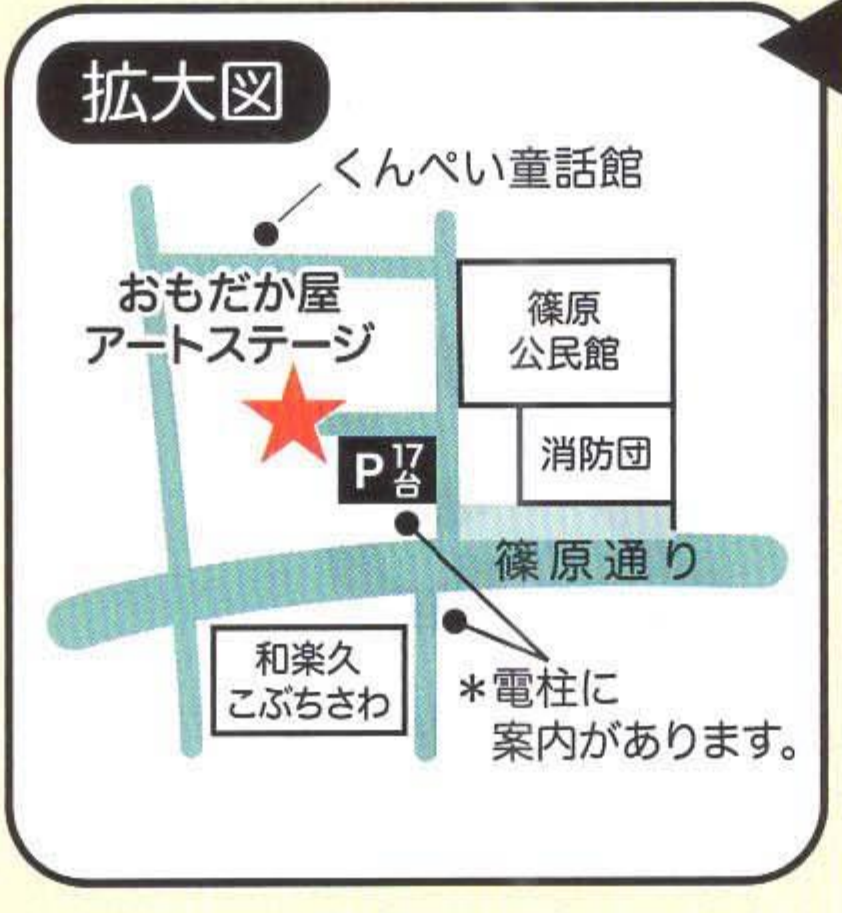 拡大図
くんぺい童話館
おもだか屋
アートステージ
篠原
公民館
消防団
P 17台
篠原通り
和楽久
こぶちさわ
*電柱に
案内があります。